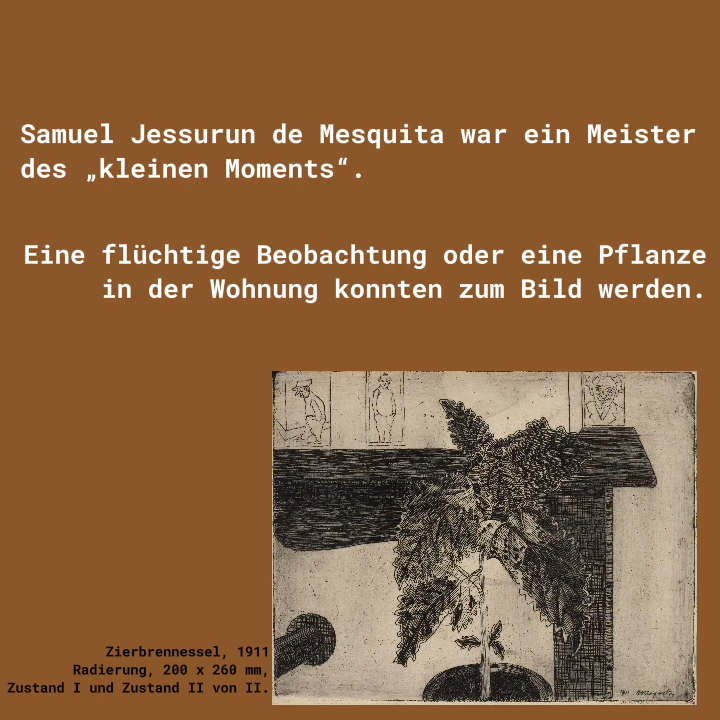 Samuel Jessurun de Mesquita war ein Meister
des „kleinen Moments“.
Eine flüchtige Beobachtung oder eine Pflanze
in der Wohnung konnten zum Bild werden.
Zierbrennessel, 1911
Radierung, 200 x 260 mm,
Zustand I und Zustand II von II.